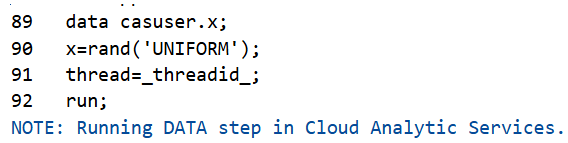 89 data casuser.x;
90 x=rand('UNIFORM');
91 thread=_threadid_;
92 run;
NOTE: Running DATA step in Cloud Analytic Services.